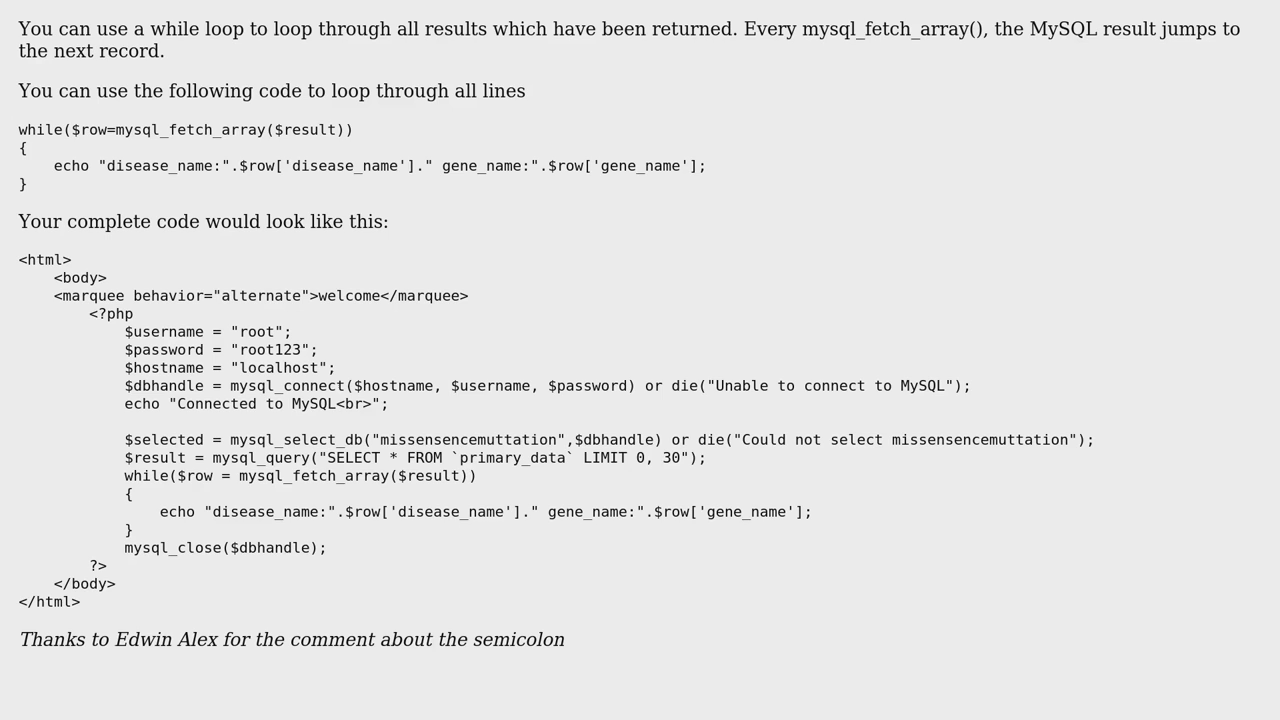 You can use a while loop to loop through all results which have been returned. Every mysql_fetch_array(), the MySQL result jumps to
the next record.
You can use the following code to loop through all lines
while($row=mysql_fetch_array($result))
{
    echo "disease_name:".$row['disease_name']." gene_name:".$row['gene_name'];
}
Your complete code would look like this:
<html>
    <body>
    <marquee behavior="alternate">welcome</marquee>
        <?php
            $username = "root";
            $password = "root123";
            $hostname = "localhost";
            $dbhandle = mysql_connect($hostname, $username, $password) or die("Unable to connect to MySQL");
            echo "Connected to MySQL<br>";

            $selected = mysql_select_db("missensencemuttation",$dbhandle) or die("Could not select missensencemuttation");
            $result = mysql_query("SELECT * FROM `primary_data` LIMIT 0, 30");
            while($row = mysql_fetch_array($result))
            {
                echo "disease_name:".$row['disease_name']." gene_name:".$row['gene_name'];
            }
            mysql_close($dbhandle);
        ?>
    </body>
</html>
Thanks to Edwin Alex for the comment about the semicolon